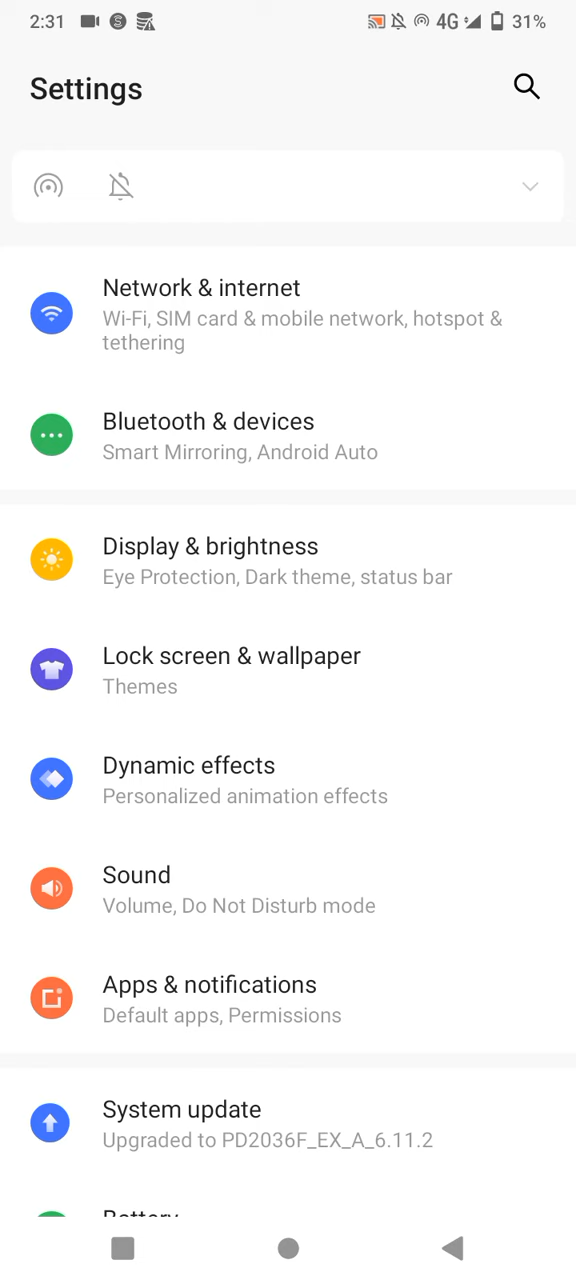 2:31 4G 31%
Settings
Network & internet
Wi-Fi, SIM card & mobile network, hotspot &
tethering
Bluetooth & devices
Smart Mirroring, Android Auto
Display & brightness
Eye Protection, Dark theme, status bar
Lock screen & wallpaper
Themes
Dynamic effects
Personalized animation effects
Sound
Volume, Do Not Disturb mode
Apps & notifications
Default apps, Permissions
System update
Upgraded to PD2036F_EX_A_6.11.2
Battery